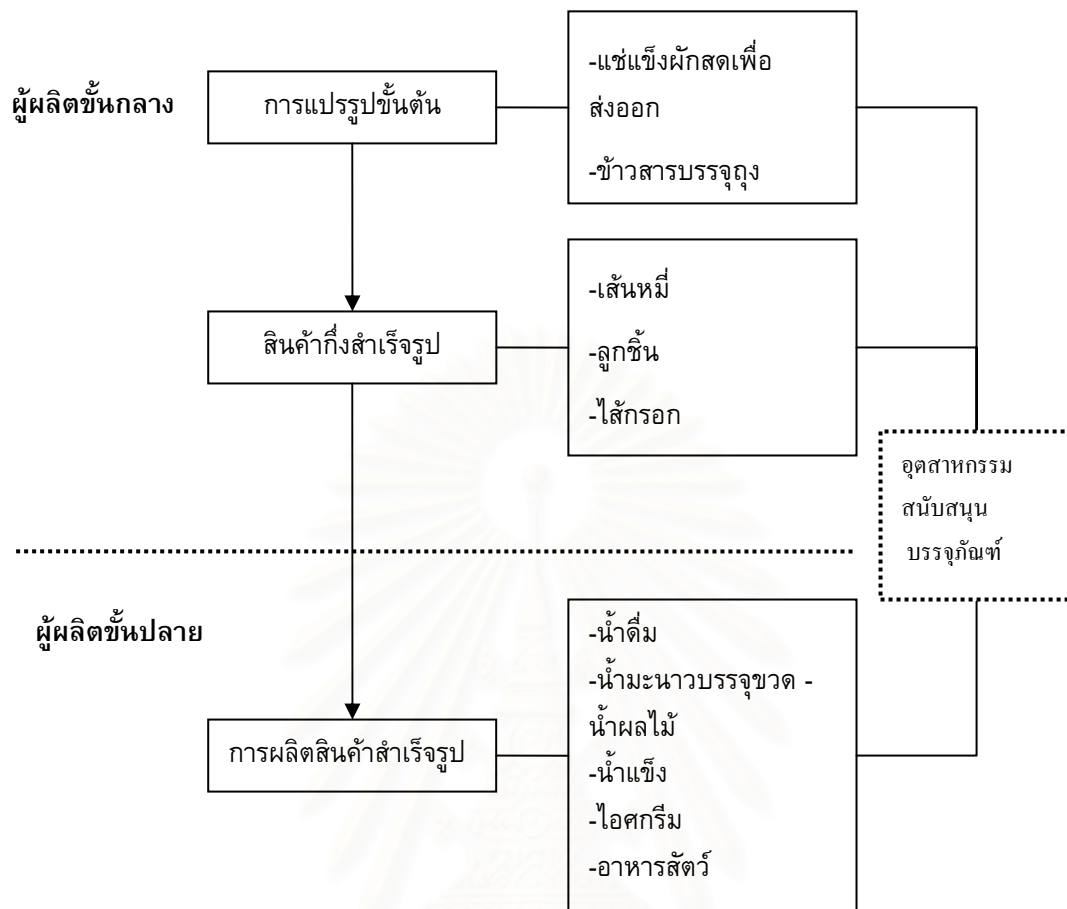 ผู้ผลิตขั้นกลาง
การแปรรูปขั้นต้น
-แช่แข็งผักสดเพื่อ
ส่งออก
-ข้าวสารบรรจุถุง
สินค้ากึ่งสำเร็จรูป
-เส้นหมี่
-ลูกชิ้น
-ไส้กรอก
อุตสาหกรรม
สนับสนุน
บรรจุภัณฑ์
ผู้ผลิตขั้นปลาย
การผลิตสินค้าสำเร็จรูป
-น้ำดื่ม
-น้ำมะนาวบรรจุขวด -
น้ำผลไม้
-น้ำแข็ง
-ไอศกรีม
-อาหารสัตว์